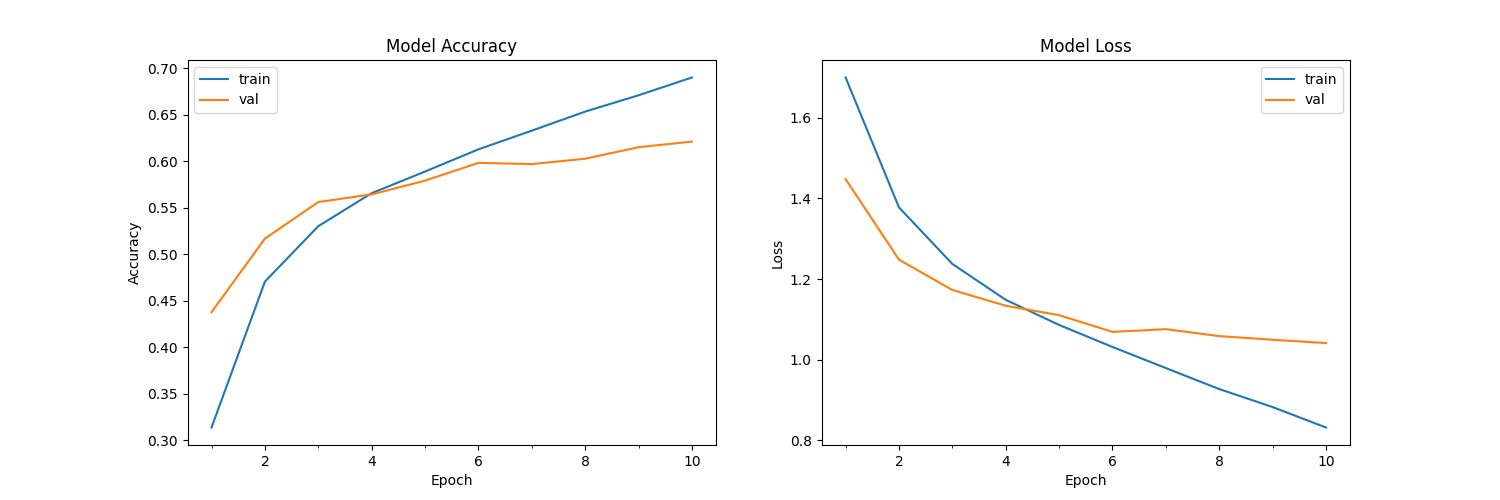 Model Accuracy
train
val
0.70
0.65
0.60
0.55
0.50
0.45
0.40
0.35
0.30
Accuracy
2 4 6 8 10
Epoch
Model Loss
train
val
1.6
1.4
1.2
1.0
0.8
Loss
2 4 6 8 10
Epoch